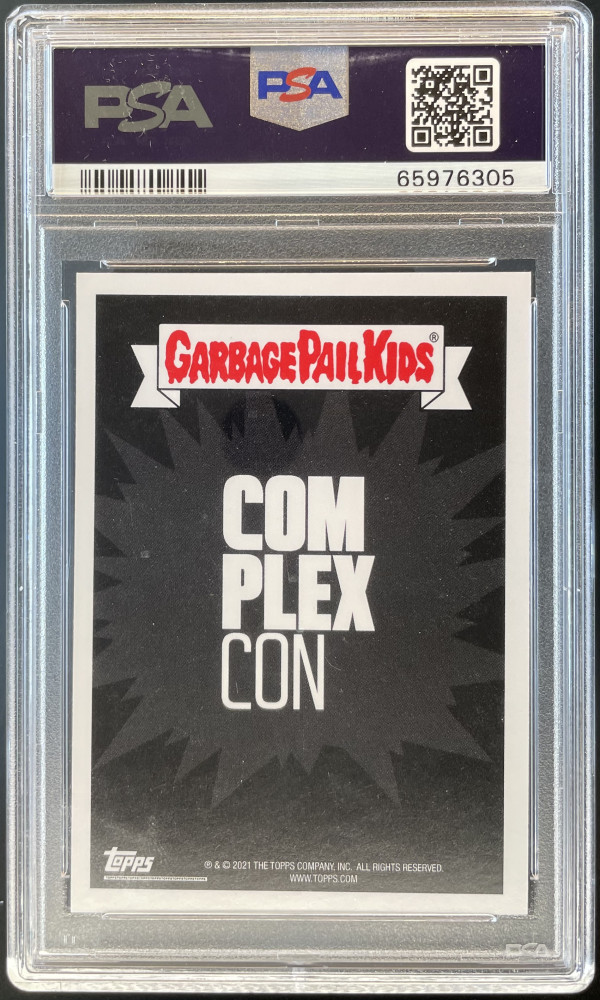 PSA PSA
65976305
GARBAGE PAIL KIDS®
COM
PLEX
CON
Topps
® & © 2021 THE TOPPS COMPANY, INC. ALL RIGHTS RESERVED.
WWW.TOPPS.COM
PSA